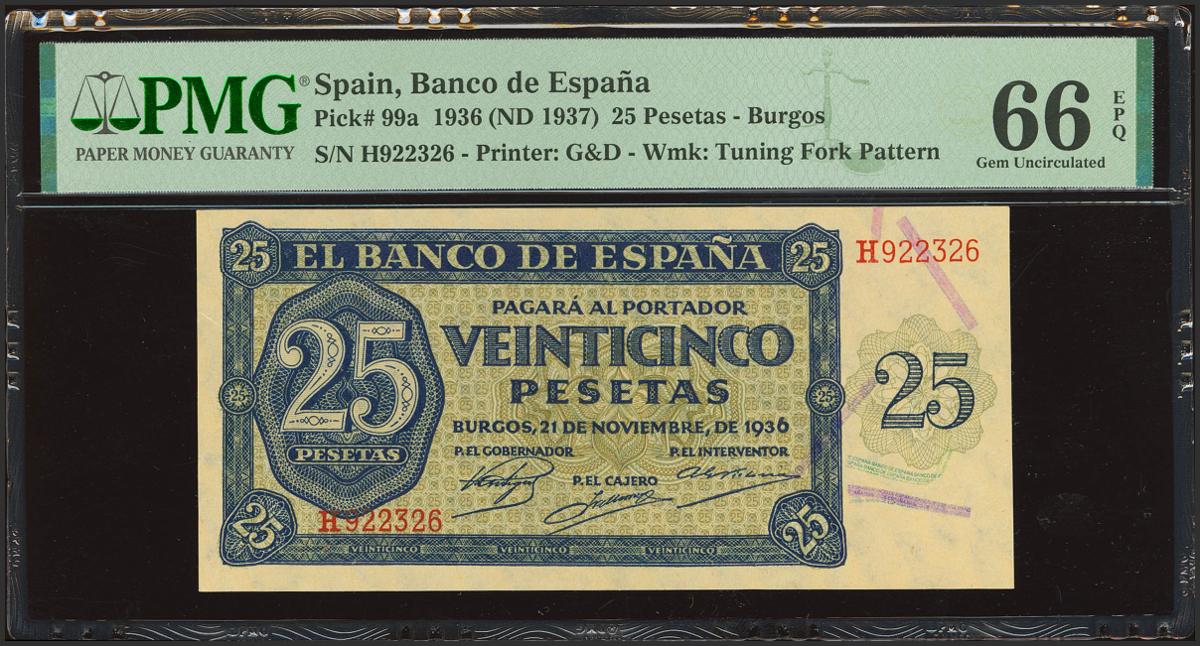 PMG®
PAPER MONEY GUARANTY
Spain, Banco de España
Pick# 99a 1936 (ND 1937) 25 Pesetas - Burgos
S/N H922326 - Printer: G&D - Wmk: Tuning Fork Pattern
66
EPQ
Gem Uncirculated
25 EL BANCO DE ESPAÑA 25
H922326
PAGARÁ AL PORTADOR
VEINTICINCO
PESETAS
25
PESETAS
25
25
25
BURGOS, 21 DE NOVIEMBRE, DE 1936
P. EL GOBERNADOR P. EL INTERVENTOR
P. EL CAJERO
H922326
25 25
VEINTICINCO VEINTICINCO VEINTICINCO
PMG